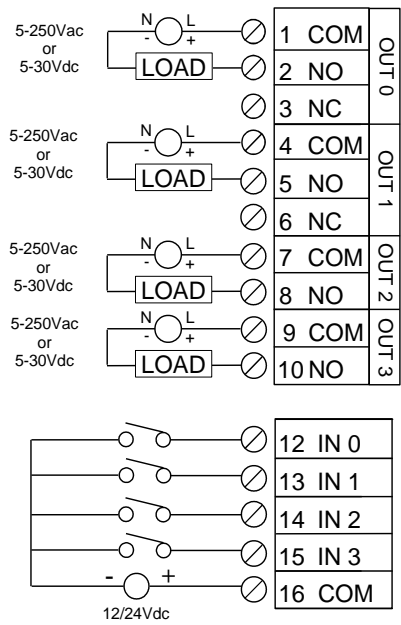 5-250Vac
or
5-30Vdc
N L
- +
LOAD
1 COM
2 NO
3 NC
OUT 0
5-250Vac
or
5-30Vdc
N L
- +
LOAD
4 COM
5 NO
6 NC
OUT 1
5-250Vac
or
5-30Vdc
N L
- +
LOAD
7 COM
8 NO
OUT 2
5-250Vac
or
5-30Vdc
N L
- +
LOAD
9 COM
10 NO
OUT 3
12 IN 0
13 IN 1
14 IN 2
15 IN 3
- +
16 COM
12/24Vdc